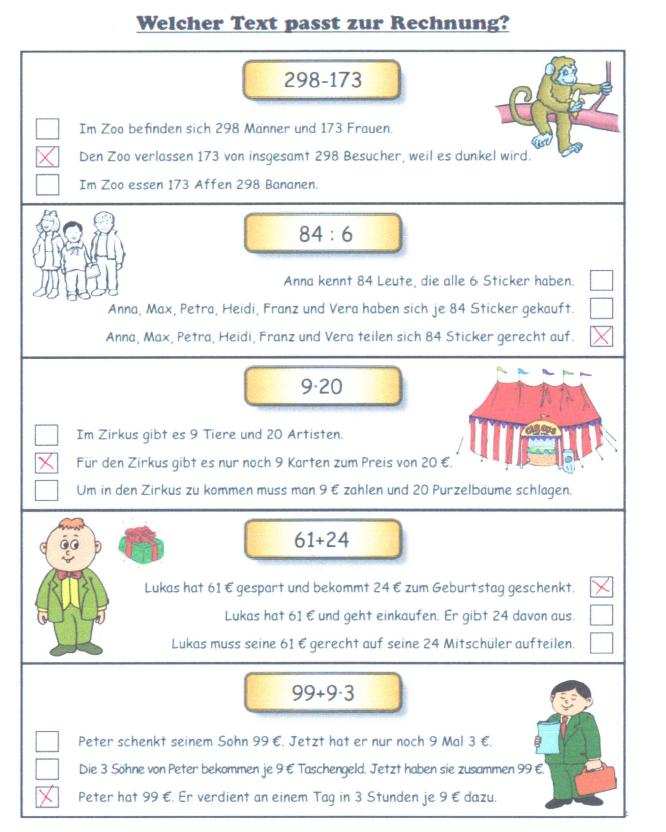 Welcher Text passt zur Rechnung?
298-173
Im Zoo befinden sich 298 Männer und 173 Frauen.
Den Zoo verlassen 173 von insgesamt 298 Besucher, weil es dunkel wird.
Im Zoo essen 173 Affen 298 Bananen.
84 : 6
Anna kennt 84 Leute, die alle 6 Sticker haben.
Anna, Max, Petra, Heidi, Franz und Vera haben sich je 84 Sticker gekauft.
Anna, Max, Petra, Heidi, Franz und Vera teilen sich 84 Sticker gerecht auf.
9·20
Im Zirkus gibt es 9 Tiere und 20 Artisten.
Für den Zirkus gibt es nur noch 9 Karten zum Preis von 20 €.
Um in den Zirkus zu kommen muss man 9 € zahlen und 20 Purzelbäume schlagen.
CIRCUS
61+24
Lukas hat 61 € gespart und bekommt 24 € zum Geburtstag geschenkt.
Lukas hat 61 € und geht einkaufen. Er gibt 24 davon aus.
Lukas muss seine 61 € gerecht auf seine 24 Mitschüler aufteilen.
99+9·3
Peter schenkt seinem Sohn 99 €. Jetzt hat er nur noch 9 Mal 3 €.
Die 3 Söhne von Peter bekommen je 9 € Taschengeld. Jetzt haben sie zusammen 99 €.
Peter hat 99 €. Er verdient an einem Tag in 3 Stunden je 9 € dazu.